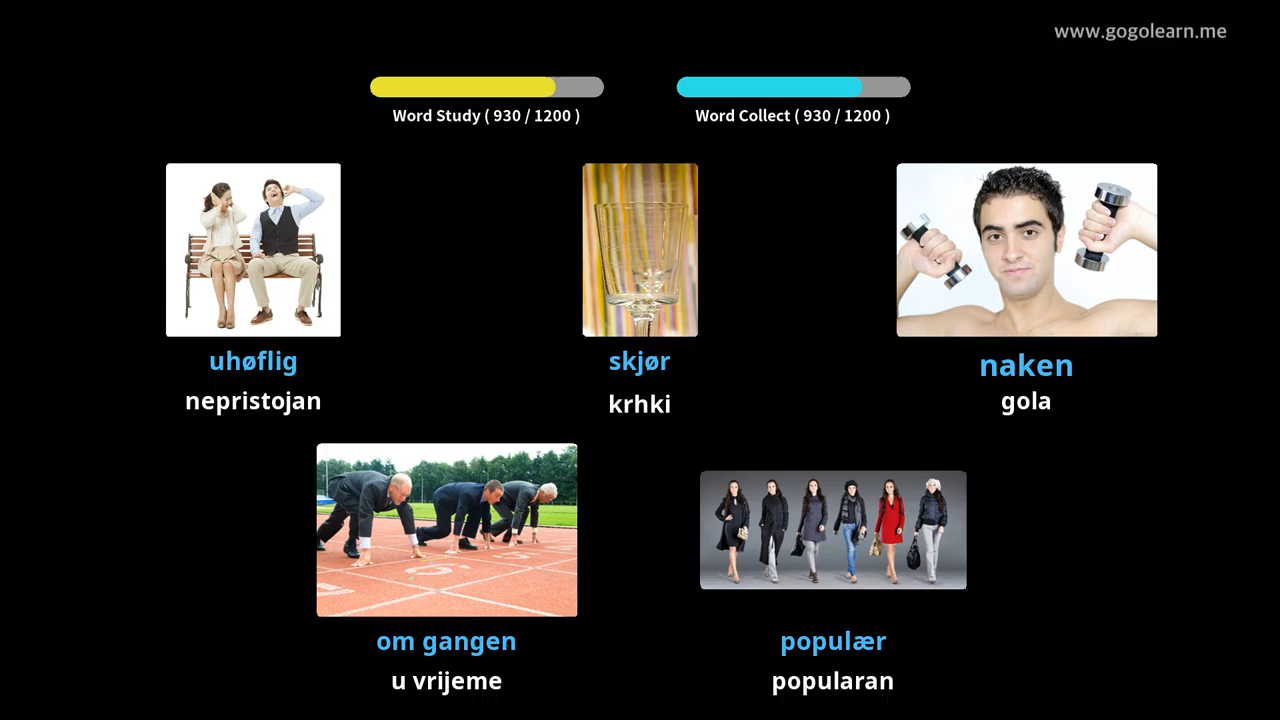 www.gogolearn.me
Word Study ( 930 / 1200 )
Word Collect ( 930 / 1200 )
uhøflig
nepristojan
skjør
krhki
naken
gola
om gangen
u vrijeme
populær
popularan